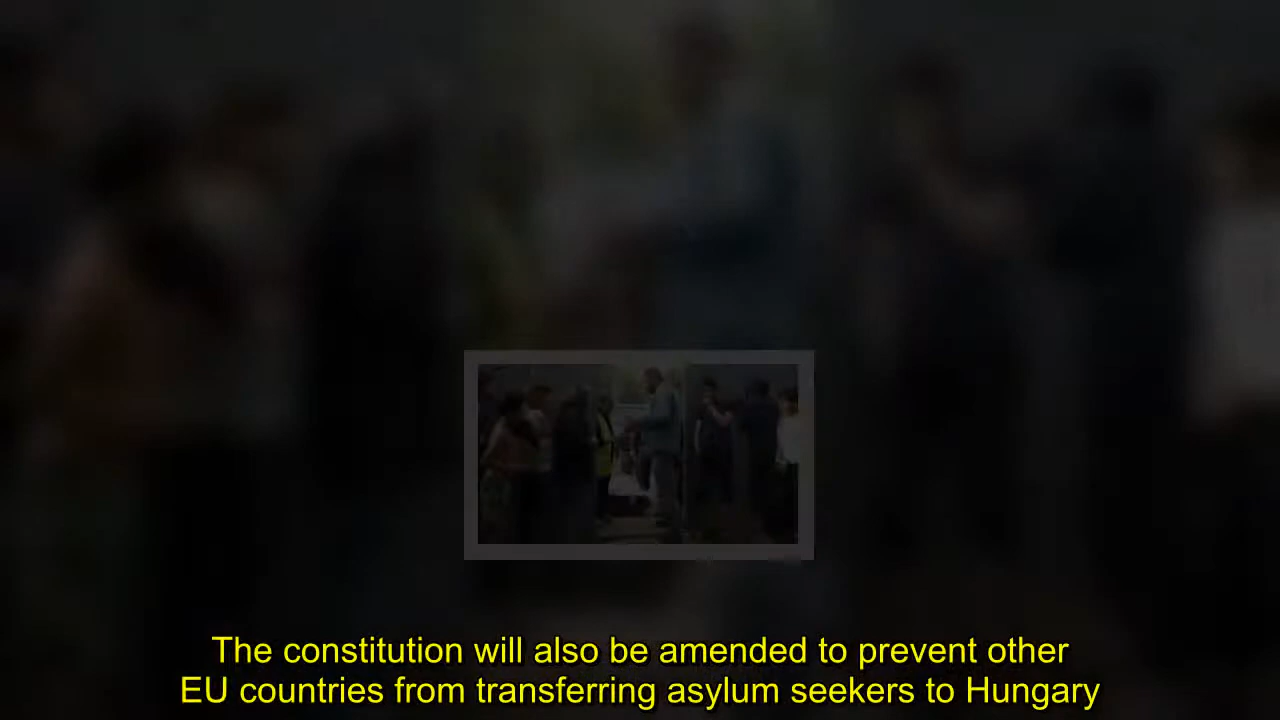 The constitution will also be amended to prevent other
EU countries from transferring asylum seekers to Hungary